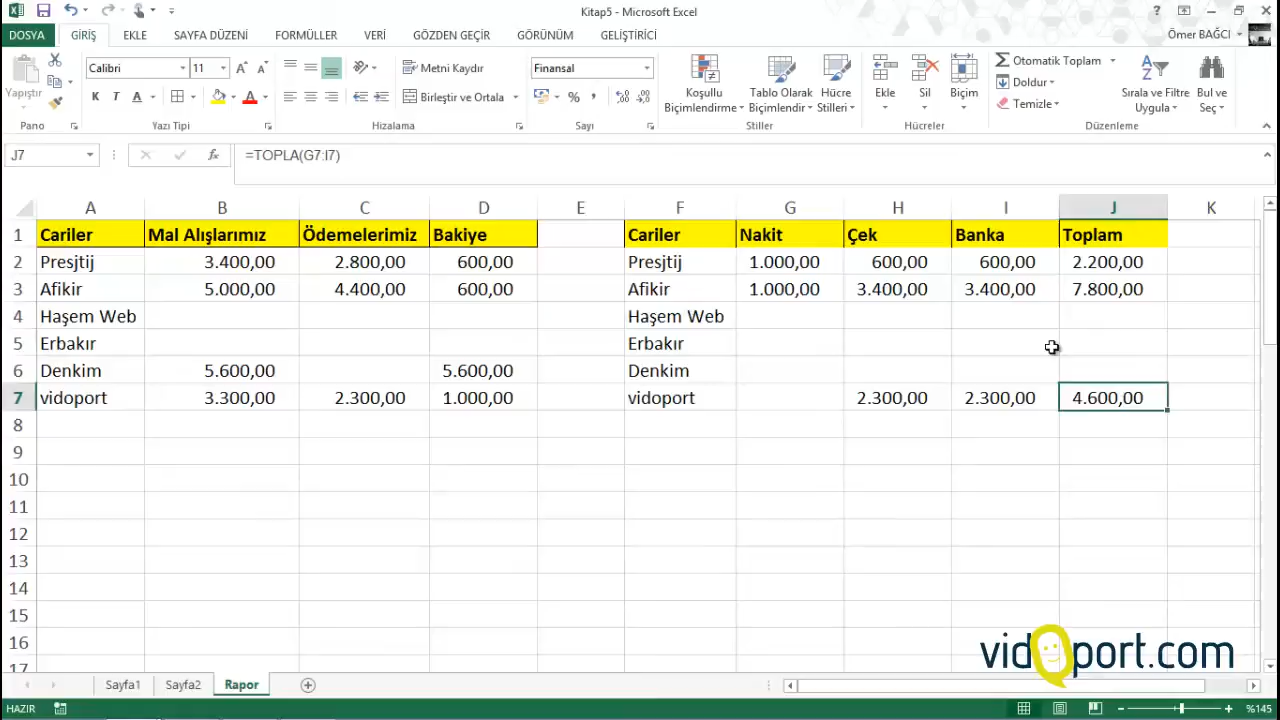 Kitap5 - Microsoft Excel
DOSYA GİRİŞ EKLE SAYFA DÜZENİ FORMÜLLER VERİ GÖZDEN GEÇİR GÖRÜNÜM GELİŞTİRİCİ Ömer BAĞCI
Yapıştır
Calibri 11
K T A
Pano Yazı Tipi
Metni Kaydır
Birleştir ve Ortala
Hizalama
Finansal
%
Sayı
Koşullu Biçimlendirme
Tablo Olarak Biçimlendir
Hücre Stilleri
Stiller
Ekle Sil Biçim
Hücreler
Otomatik Toplam
Doldur
Temizle
Sırala ve Filtre Uygula
Bul ve Seç
Düzenleme
J7 fx =TOPLA(G7:I7)
A B C D E F G H I J K
1 Cariler Mal Alışlarımız Ödemelerimiz Bakiye Cariler Nakit Çek Banka Toplam
2 Presjtij 3.400,00 2.800,00 600,00 Presjtij 1.000,00 600,00 600,00 2.200,00
3 Afikir 5.000,00 4.400,00 600,00 Afikir 1.000,00 3.400,00 3.400,00 7.800,00
4 Haşem Web Haşem Web
5 Erbakır Erbakır
6 Denkim 5.600,00 5.600,00 Denkim
7 vidoport 3.300,00 2.300,00 1.000,00 vidoport 2.300,00 2.300,00 4.600,00
8
9
10
11
12
13
14
15
16
17
vidoport.com
Sayfa1 Sayfa2 Rapor
HAZIR %145